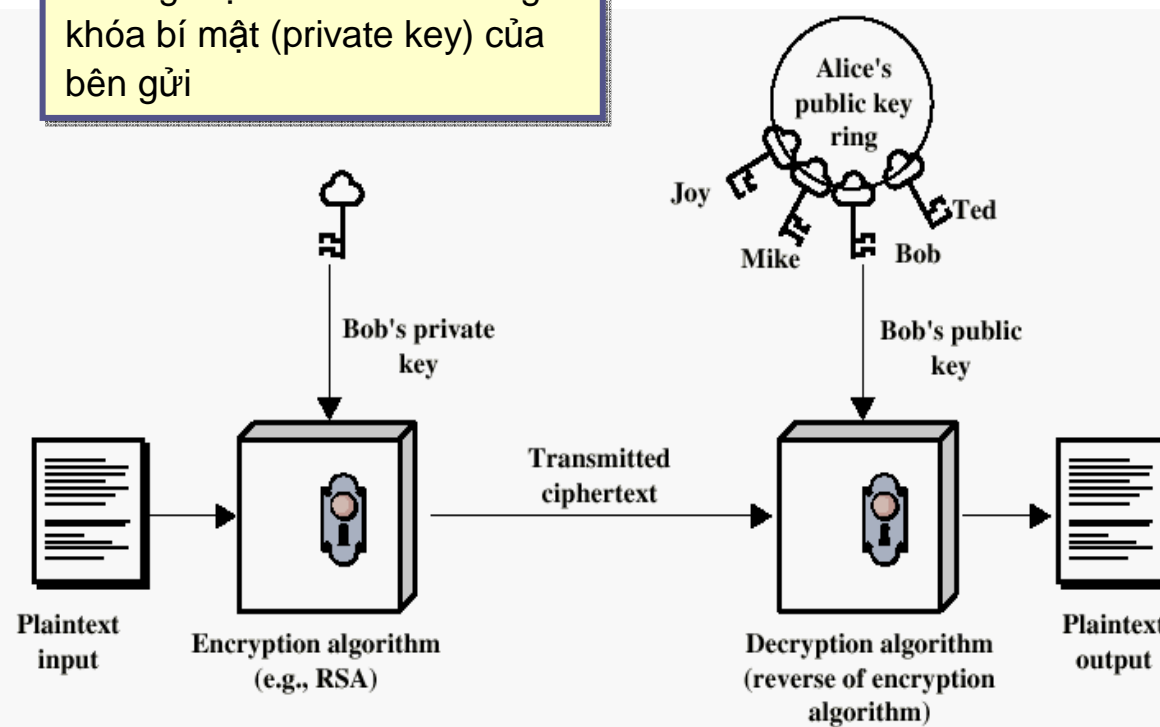 khóa bí mật (private key) của
bên gửi
Alice's
public key
ring
Joy
Mike
Bob
Ted
Bob's private
key
Bob's public
key
Transmitted
ciphertext
Plaintext
input
Encryption algorithm
(e.g., RSA)
Decryption algorithm
(reverse of encryption
algorithm)
Plaintext
output